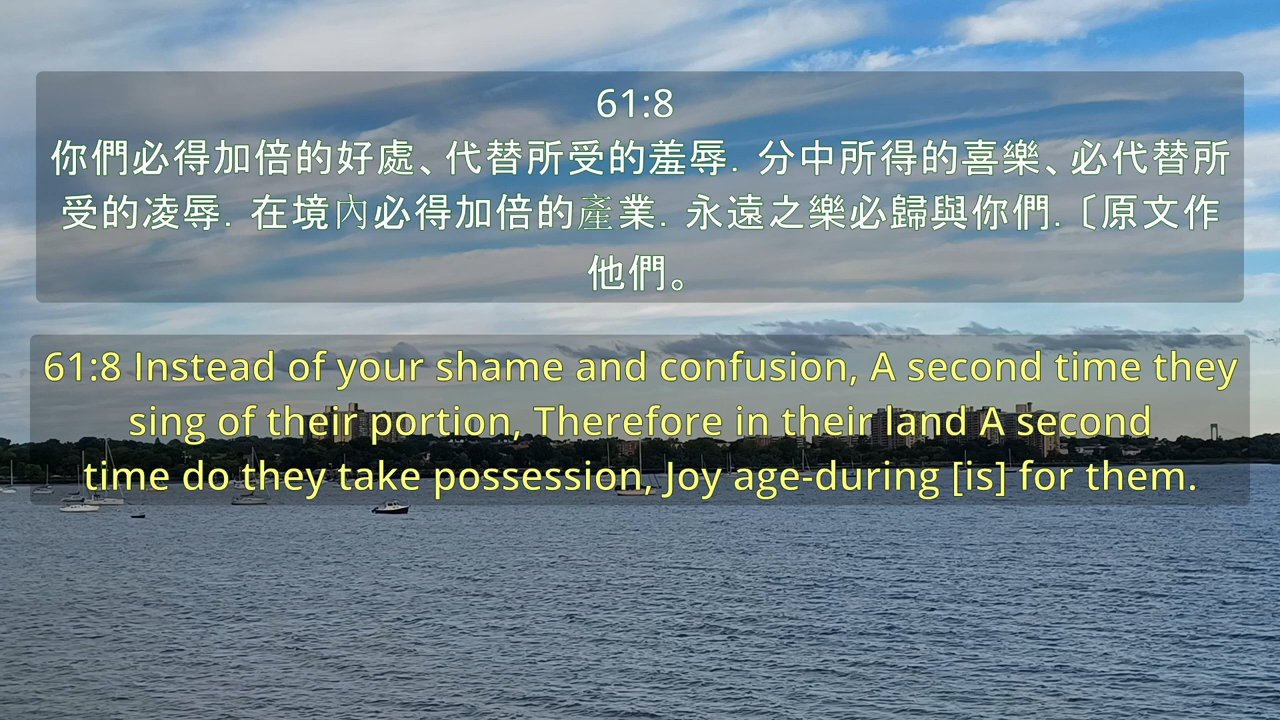 61:8
你們必得加倍的好處、代替所受的羞辱. 分中所得的喜樂、必代替所
受的凌辱. 在境內必得加倍的產業. 永遠之樂必歸與你們.〔原文作
他們。
61:8 Instead of your shame and confusion, A second time they
sing of their portion, Therefore in their land A second
time do they take possession, Joy age-during [is] for them.